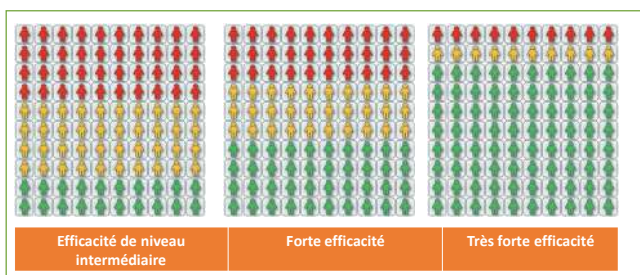 Efficacité de niveau
intermédiaire
Forte efficacité
Très forte efficacité